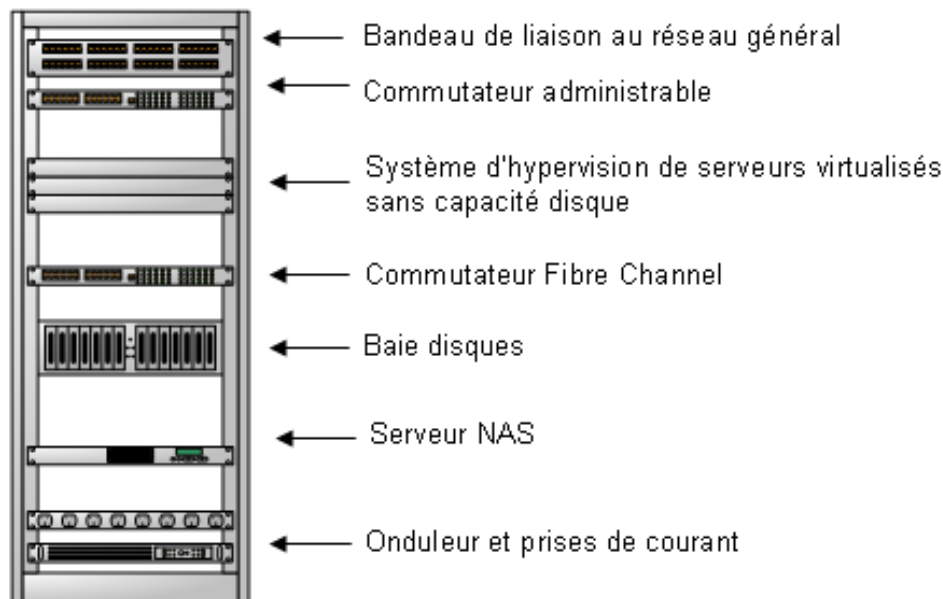 Bandeau de liaison au réseau général
Commutateur administrable
Système d'hypervision de serveurs virtualisés
sans capacité disque
Commutateur Fibre Channel
Baie disques
Serveur NAS
Onduleur et prises de courant